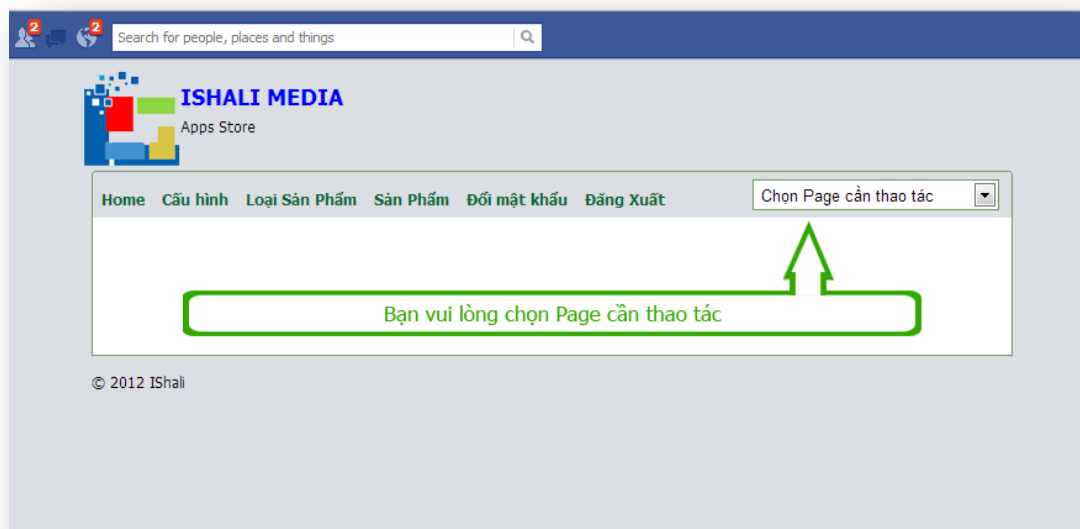 2
2
Search for people, places and things
ISHALI MEDIA
Apps Store
Home Cấu hình Loại Sản Phẩm Sản Phẩm Đổi mật khẩu Đăng Xuất
Chọn Page cần thao tác
Bạn vui lòng chọn Page cần thao tác
© 2012 IShali